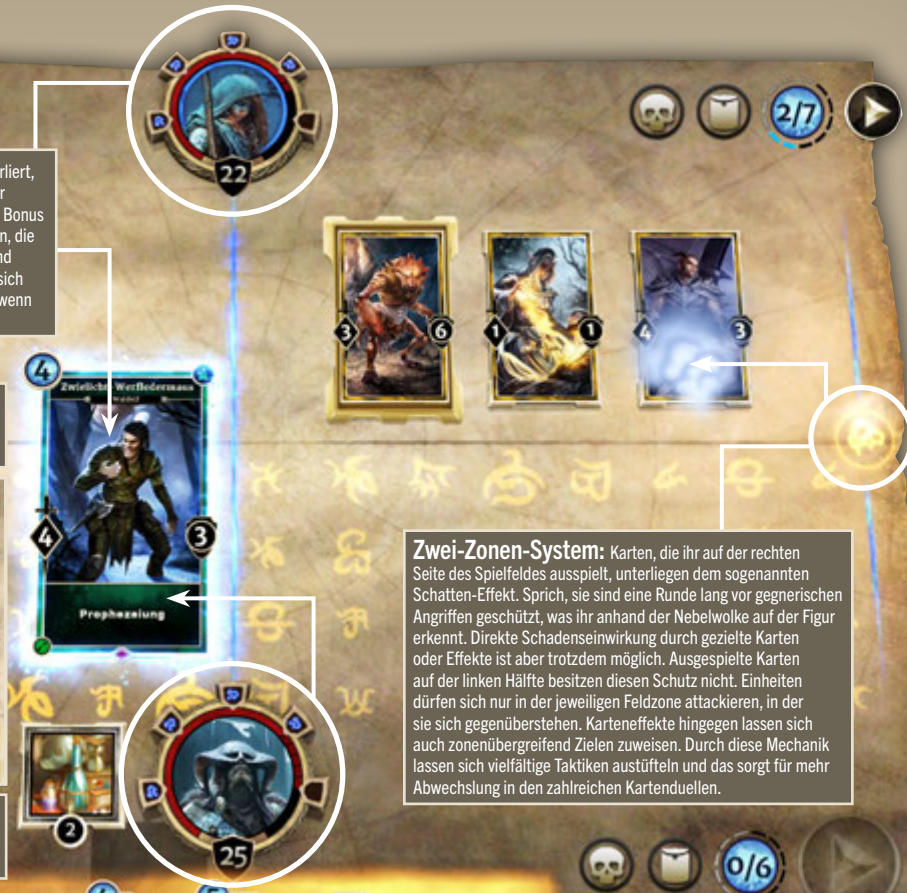 22
2/7
rliert,
r
Bonus
n, die
nd
sich
wenn
3
6
1
1
4
3
4
Zwielicht-Werfledermaus
4
3
Prophezeiung
Zwei-Zonen-System: Karten, die ihr auf der rechten
Seite des Spielfeldes ausspielt, unterliegen dem sogenannten
Schatten-Effekt. Sprich, sie sind eine Runde lang vor gegnerischen
Angriffen geschützt, was ihr anhand der Nebelwolke auf der Figur
erkennt. Direkte Schadenseinwirkung durch gezielte Karten
oder Effekte ist aber trotzdem möglich. Ausgespielte Karten
auf der linken Hälfte besitzen diesen Schutz nicht. Einheiten
dürfen sich nur in der jeweiligen Feldzone attackieren, in der
sie sich gegenüberstehen. Karteneffekte hingegen lassen sich
auch zonenübergreifend Zielen zuweisen. Durch diese Mechanik
lassen sich vielfältige Taktiken austüfteln und das sorgt für mehr
Abwechslung in den zahlreichen Kartenduellen.
2
25
0/6